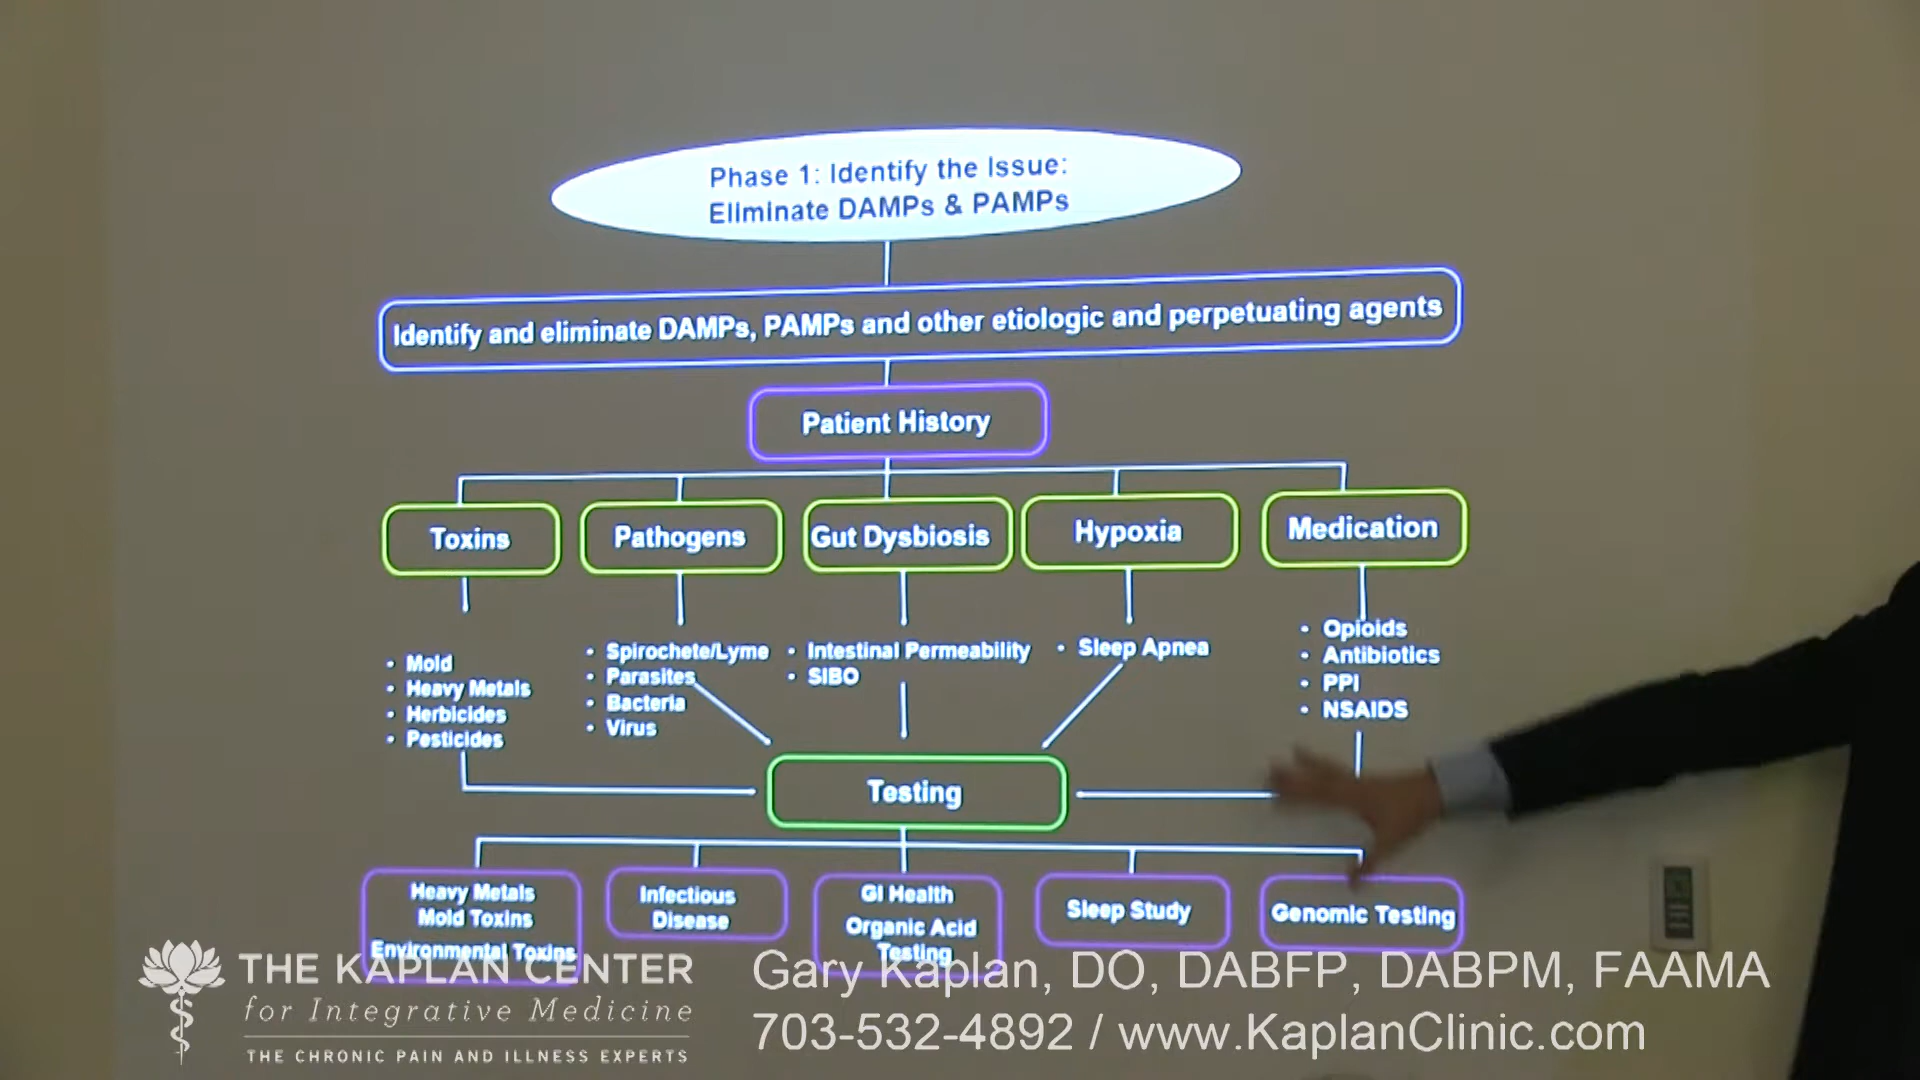 Phase 1: Identify the Issue:
Eliminate DAMPs & PAMPs
Identify and eliminate DAMPs, PAMPs and other etiologic and perpetuating agents
Patient History
Toxins
Pathogens
Gut Dysbiosis
Hypoxia
Medication
• Mold
• Heavy Metals
• Herbicides
• Pesticides
• Spirochete/Lyme
• Parasites
• Bacteria
• Virus
• Intestinal Permeability
• SIBO
• Sleep Apnea
• Opioids
• Antibiotics
• PPI
• NSAIDS
Testing
Heavy Metals
Mold Toxins
Environmental Toxins
Infectious
Disease
GI Health
Organic Acid
Testing
Sleep Study
Genomic Testing
THE KAPLAN CENTER
for Integrative Medicine
THE CHRONIC PAIN AND ILLNESS EXPERTS
Gary Kaplan, DO, DABFP, DABPM, FAAMA
703-532-4892 / www.KaplanClinic.com